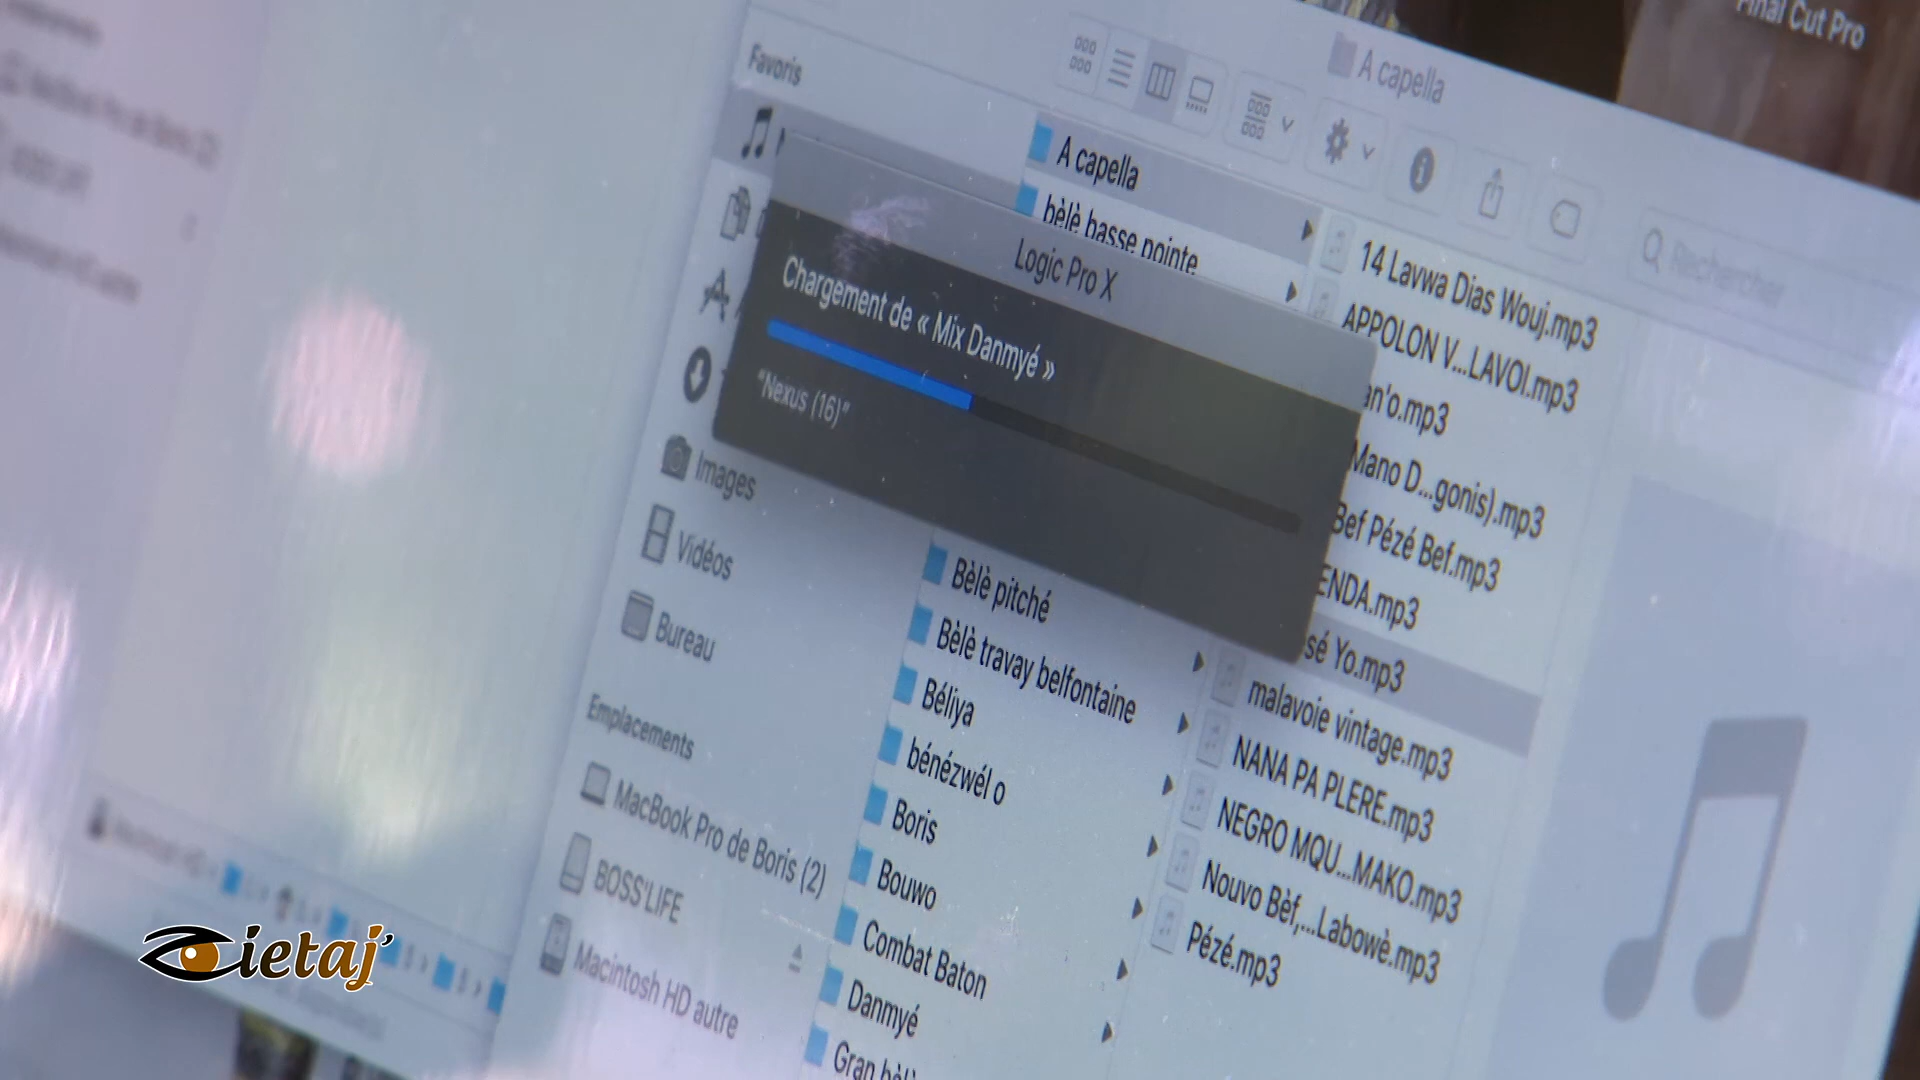 Final Cut Pro
A capella
Rechercher
Favoris
Images
Vidéos
Bureau
Emplacements
MacBook Pro de Boris (2)
BOSS'LIFE
Macintosh HD autre
A capella
bèlè basse pointe
Bèlè pitché
Bèlè travay belfontaine
Béliya
bénézwél o
Boris
Bouwo
Combat Baton
Danmyé
Gran bèlè
Logic Pro X
Chargement de « Mix Danmyé »
“Nexus (16)”
14 Lavwa Dias Wouj.mp3
APPOLON V...LAVOI.mp3
an'o.mp3
Mano D...gonis).mp3
Bef Pézé Bef.mp3
ENDA.mp3
sé Yo.mp3
malavoie vintage.mp3
NANA PA PLERE.mp3
NEGRO MQU...MAKO.mp3
Nouvo Bèf,...Labowè.mp3
Pézé.mp3
Zietaj'